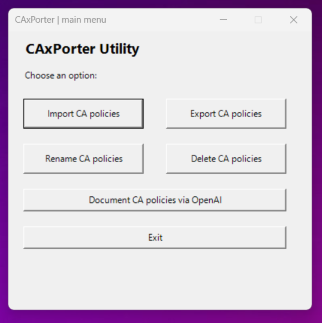 CAxPorter | main menu
CAxPorter Utility
Choose an option:
Import CA policies
Export CA policies
Rename CA policies
Delete CA policies
Document CA policies via OpenAI
Exit